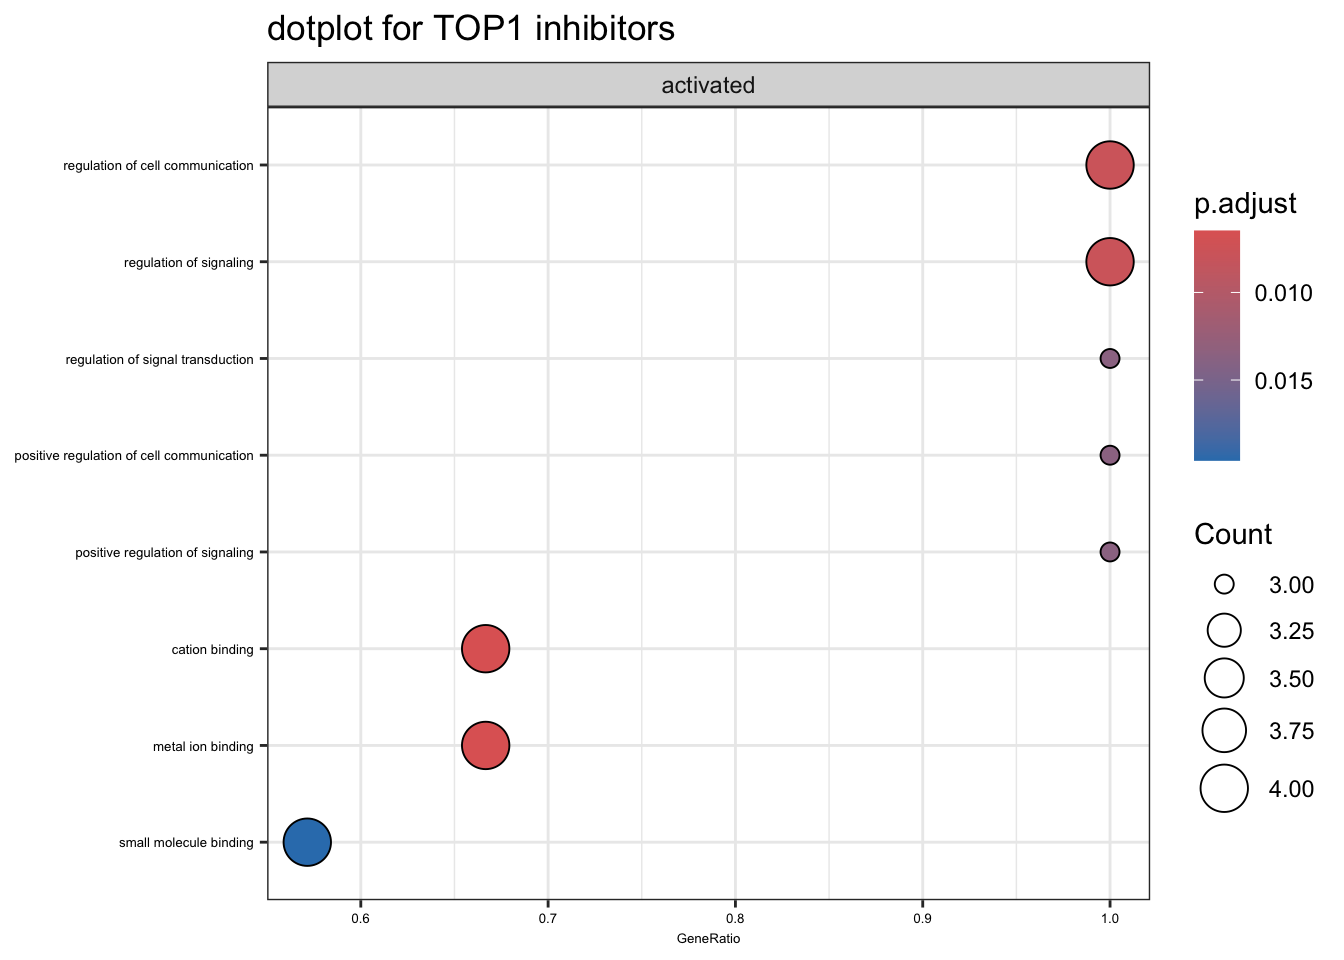 dotplot for TOP1 inhibitors
activated
regulation of cell communication
regulation of signaling
regulation of signal transduction
positive regulation of cell communication
positive regulation of signaling
cation binding
metal ion binding
small molecule binding
0.6 0.7 0.8 0.9 1.0
GeneRatio
p.adjust
0.010
0.015
Count
3.00
3.25
3.50
3.75
4.00